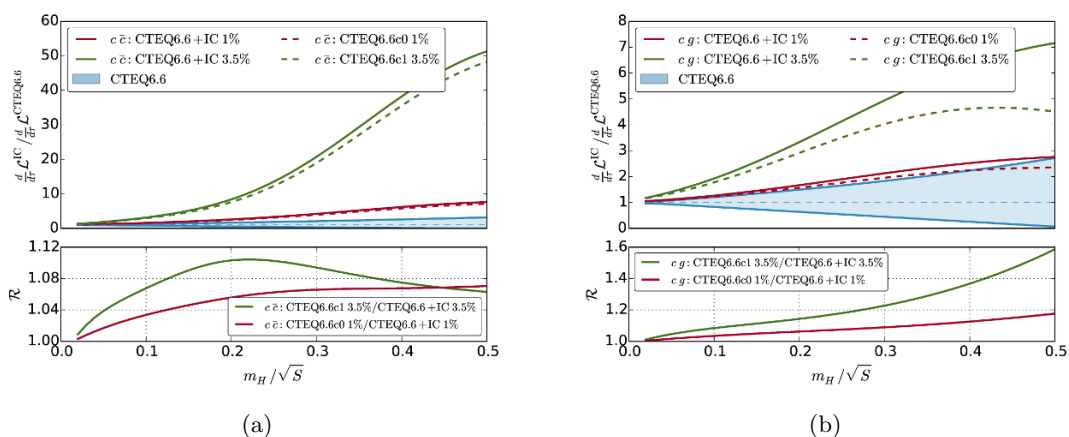 60
50
40
30
20
10
0
d/dτ 𝓛^IC / d/dτ 𝓛^CTEQ6.6
c c̄ : CTEQ6.6 +IC 1%
c c̄ : CTEQ6.6 +IC 3.5%
CTEQ6.6
c c̄ : CTEQ6.6c0 1%
c c̄ : CTEQ6.6c1 3.5%
1.12
1.08
1.04
1.00
ℛ
c c̄ : CTEQ6.6c1 3.5%/CTEQ6.6 +IC 3.5%
c c̄ : CTEQ6.6c0 1%/CTEQ6.6 +IC 1%
0.0 0.1 0.2 0.3 0.4 0.5
m_H/√S
(a)
8
7
6
5
4
3
2
1
0
d/dτ 𝓛^IC / d/dτ 𝓛^CTEQ6.6
c g : CTEQ6.6 +IC 1%
c g : CTEQ6.6 +IC 3.5%
CTEQ6.6
c g : CTEQ6.6c0 1%
c g : CTEQ6.6c1 3.5%
1.6
1.4
1.2
1.0
ℛ
c g : CTEQ6.6c1 3.5%/CTEQ6.6 +IC 3.5%
c g : CTEQ6.6c0 1%/CTEQ6.6 +IC 1%
0.0 0.1 0.2 0.3 0.4 0.5
m_H/√S
(b)